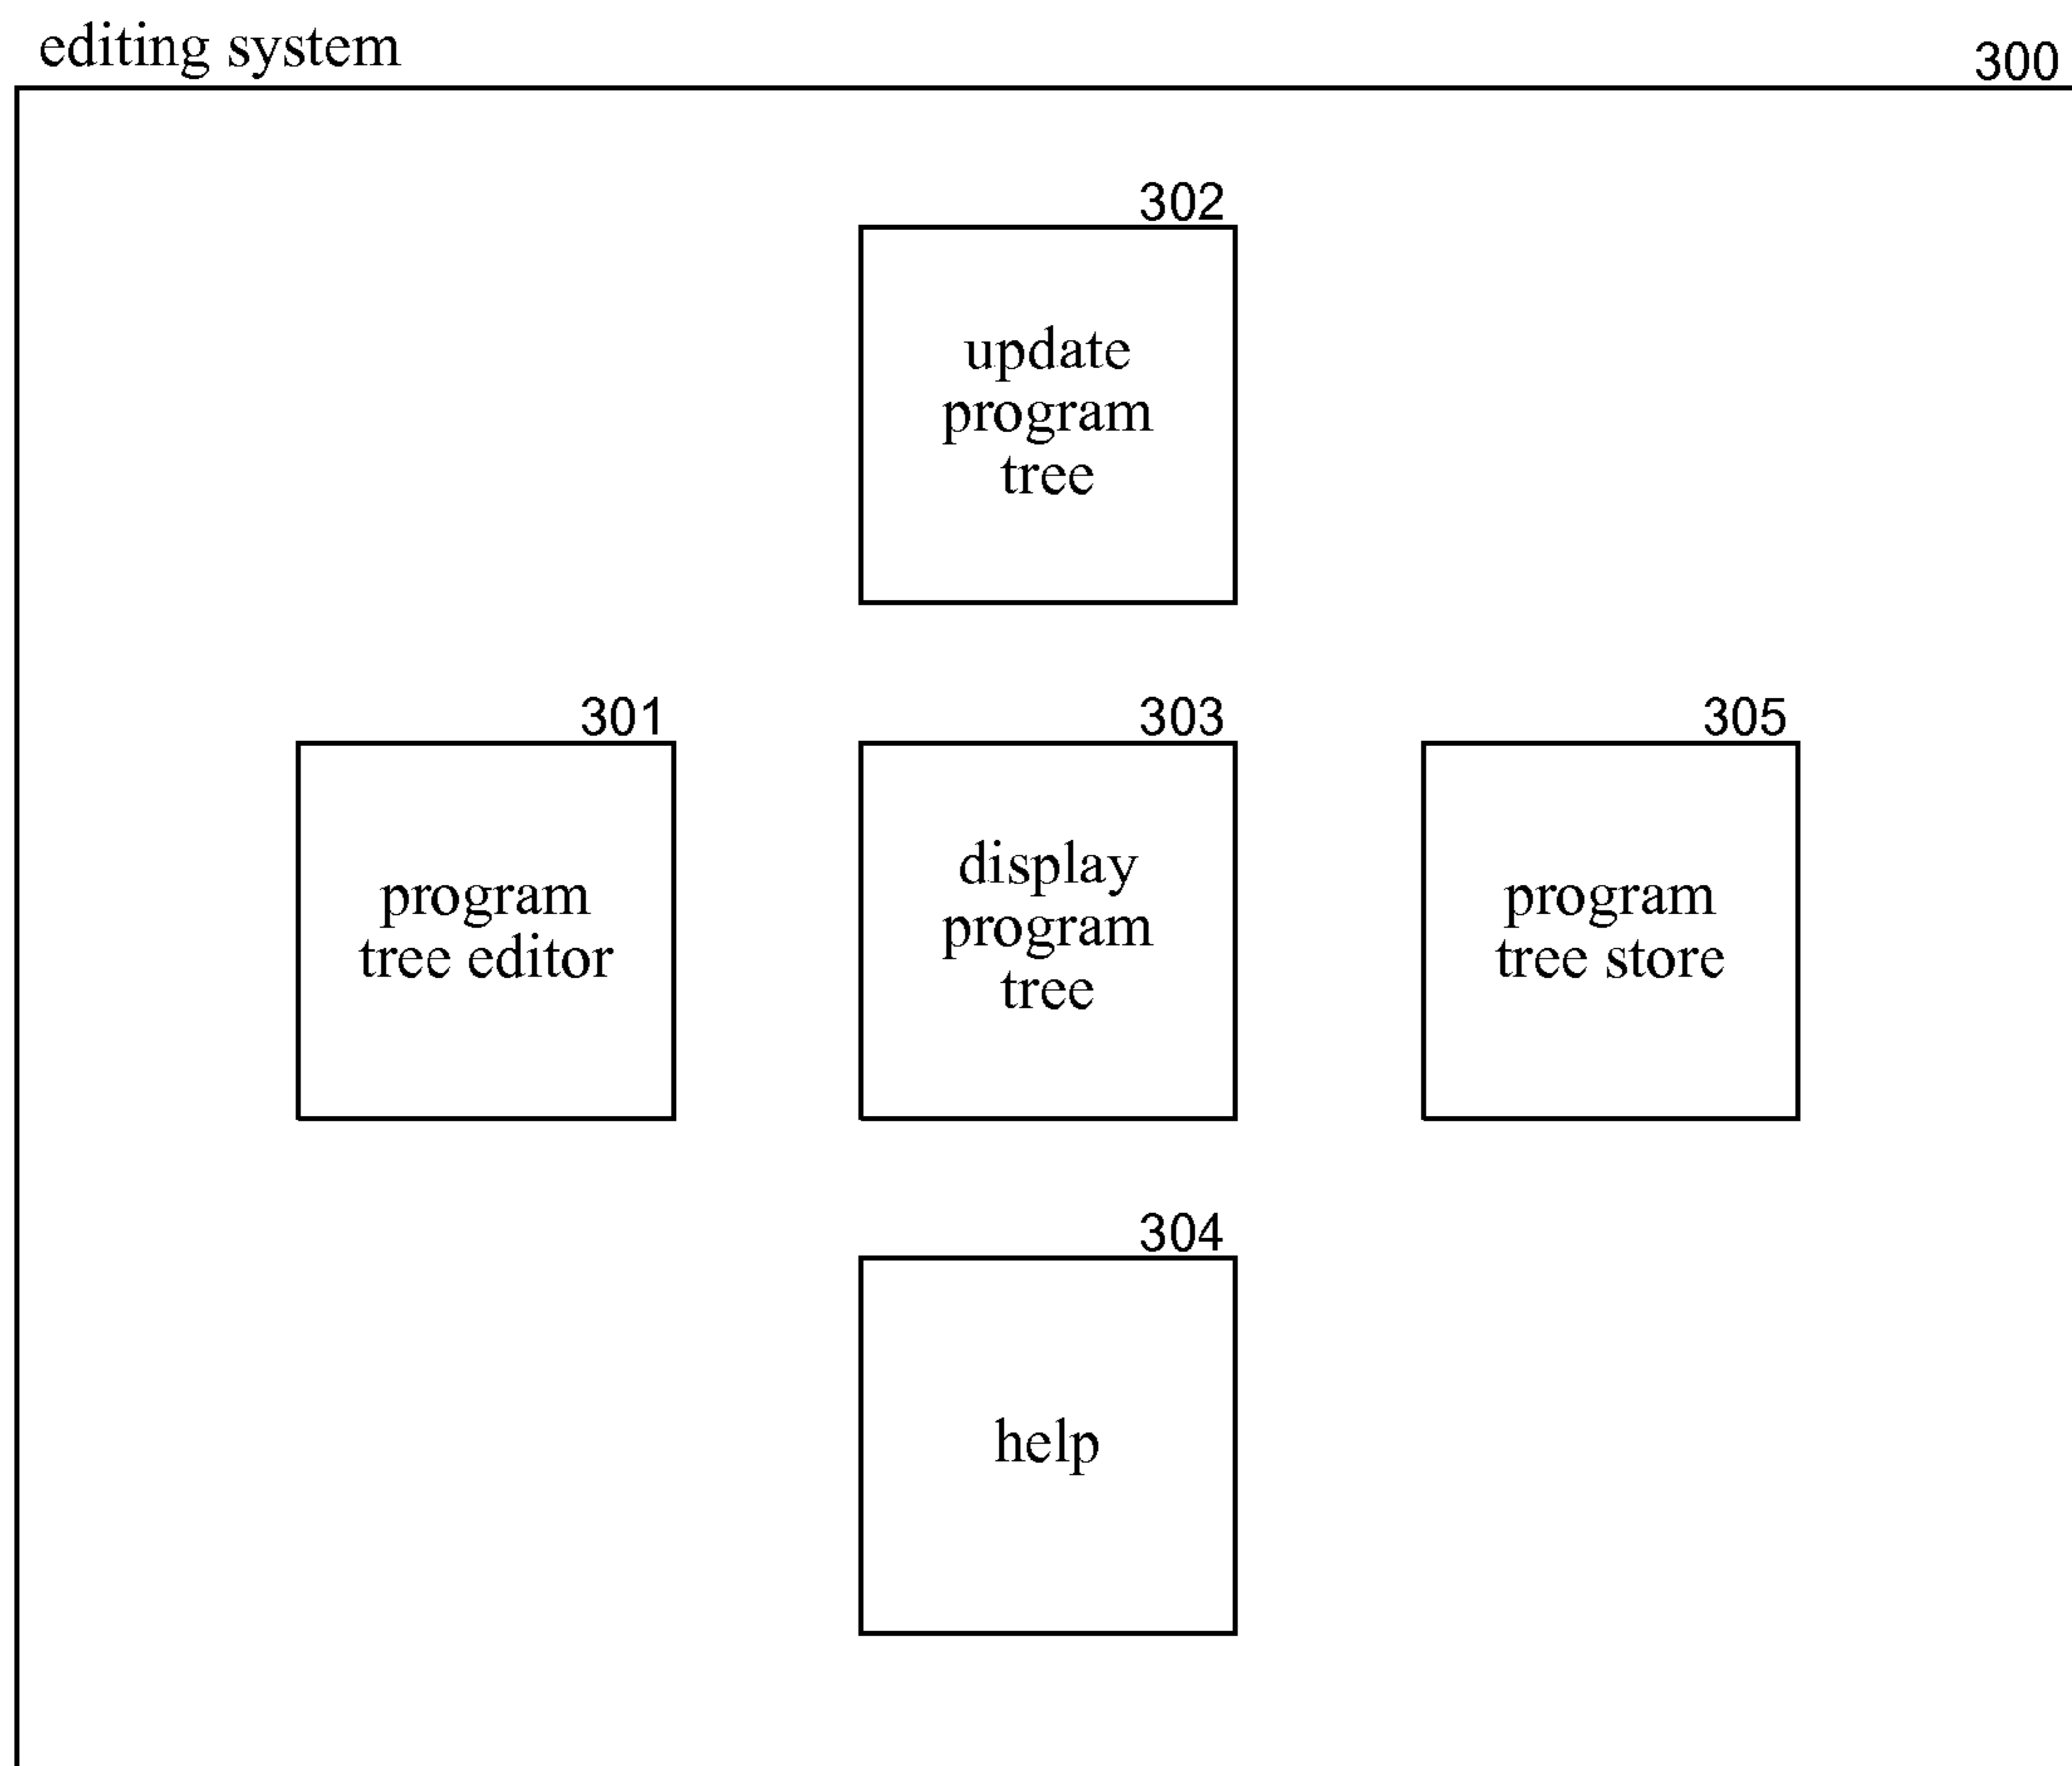 editing system
300
302
update
program
tree
301
program
tree editor
303
display
program
tree
305
program
tree store
304
help